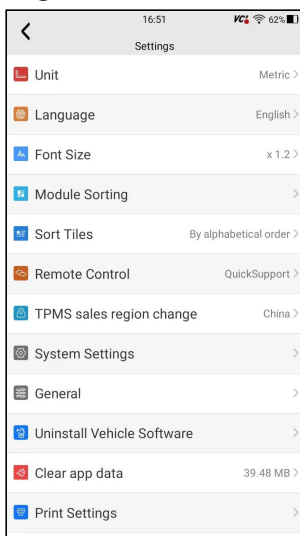 16:51
VCi 62%
Settings
Unit Metric
Language English
Font Size x 1.2
Module Sorting
Sort Tiles By alphabetical order
Remote Control QuickSupport
TPMS sales region change China
System Settings
General
Uninstall Vehicle Software
Clear app data 39.48 MB
Print Settings